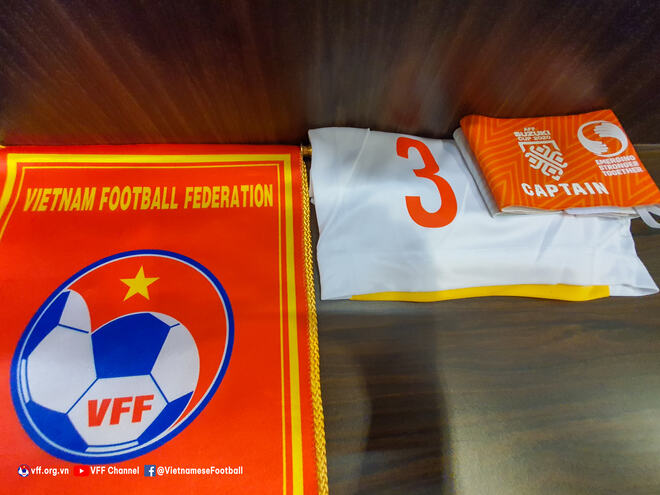 VIETNAM FOOTBALL FEDERATION
VFF
3
AFF
SUZUKI
CUP 2020
CAPTAIN
EMERGING
STRONGER
TOGETHER
vff.org.vn VFF Channel @VietnameseFootball